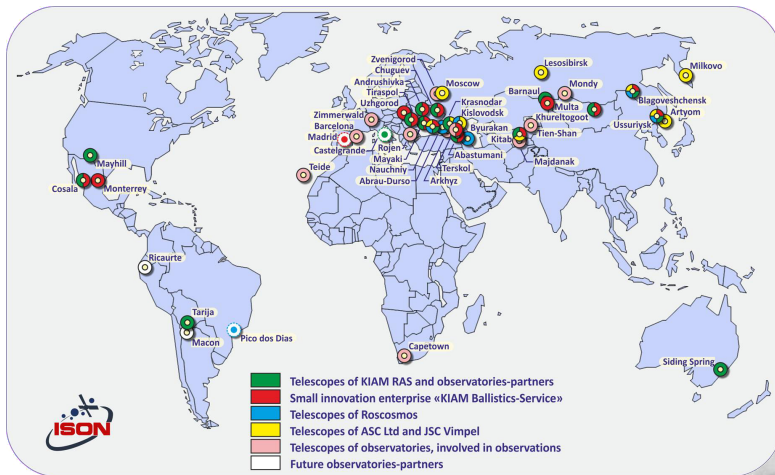 Zvenigorod
Chuguev
Andrushivka
Tiraspol
Uzhgorod
Moscow
Lesosibirsk
Milkovo
Barnaul
Mondy
Multa
Khureltogoot
Blagoveshchensk
Artyom
Ussuriysk
Zimmerwald
Barcelona
Madrid
Castelgrande
Krasnodar
Kislovodsk
Byurakan
Kitab
Tien-Shan
Rojen
Mayaki
Nauchniy
Abrau-Durso
Abastumani
Terskol
Arkhyz
Majdanak
Teide
Mayhill
Cosala
Monterrey
Ricaurte
Tarija
Macon
Pico dos Dias
Capetown
Siding Spring
Telescopes of KIAM RAS and observatories-partners
Small innovation enterprise «KIAM Ballistics-Service»
Telescopes of Roscosmos
Telescopes of ASC Ltd and JSC Vimpel
Telescopes of observatories, involved in observations
Future observatories-partners
ISON